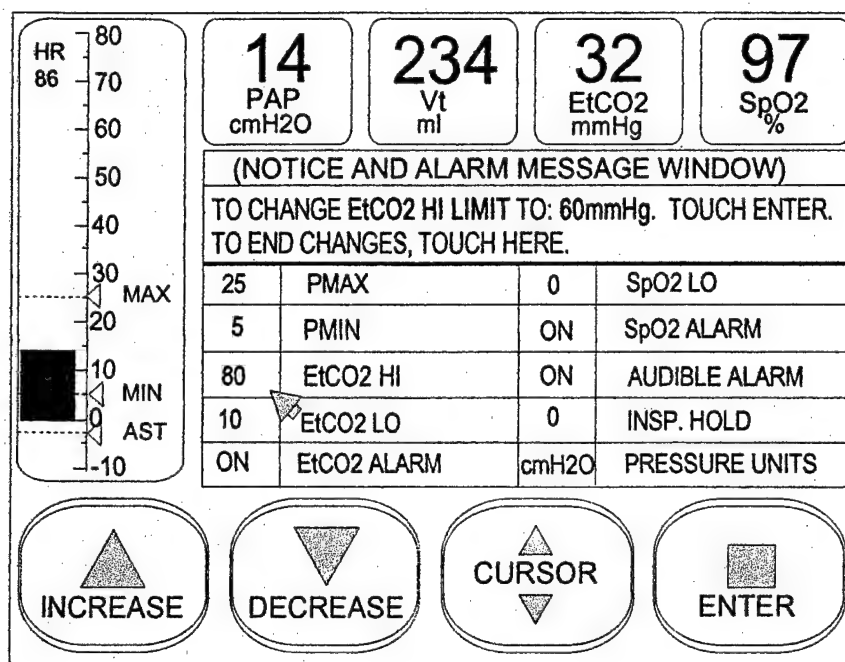 HR
86
80
70
60
50
40
30
20
10
0
-10
MAX
MIN
AST
14
PAP
cmH2O
234
Vt
ml
32
EtCO2
mmHg
97
SpO2
%
(NOTICE AND ALARM MESSAGE WINDOW)
TO CHANGE EtCO2 HI LIMIT TO: 60mmHg. TOUCH ENTER.
TO END CHANGES, TOUCH HERE.
25 PMAX 0 SpO2 LO
5 PMIN ON SpO2 ALARM
80 EtCO2 HI ON AUDIBLE ALARM
10 EtCO2 LO 0 INSP. HOLD
ON EtCO2 ALARM cmH2O PRESSURE UNITS
INCREASE
DECREASE
CURSOR
ENTER